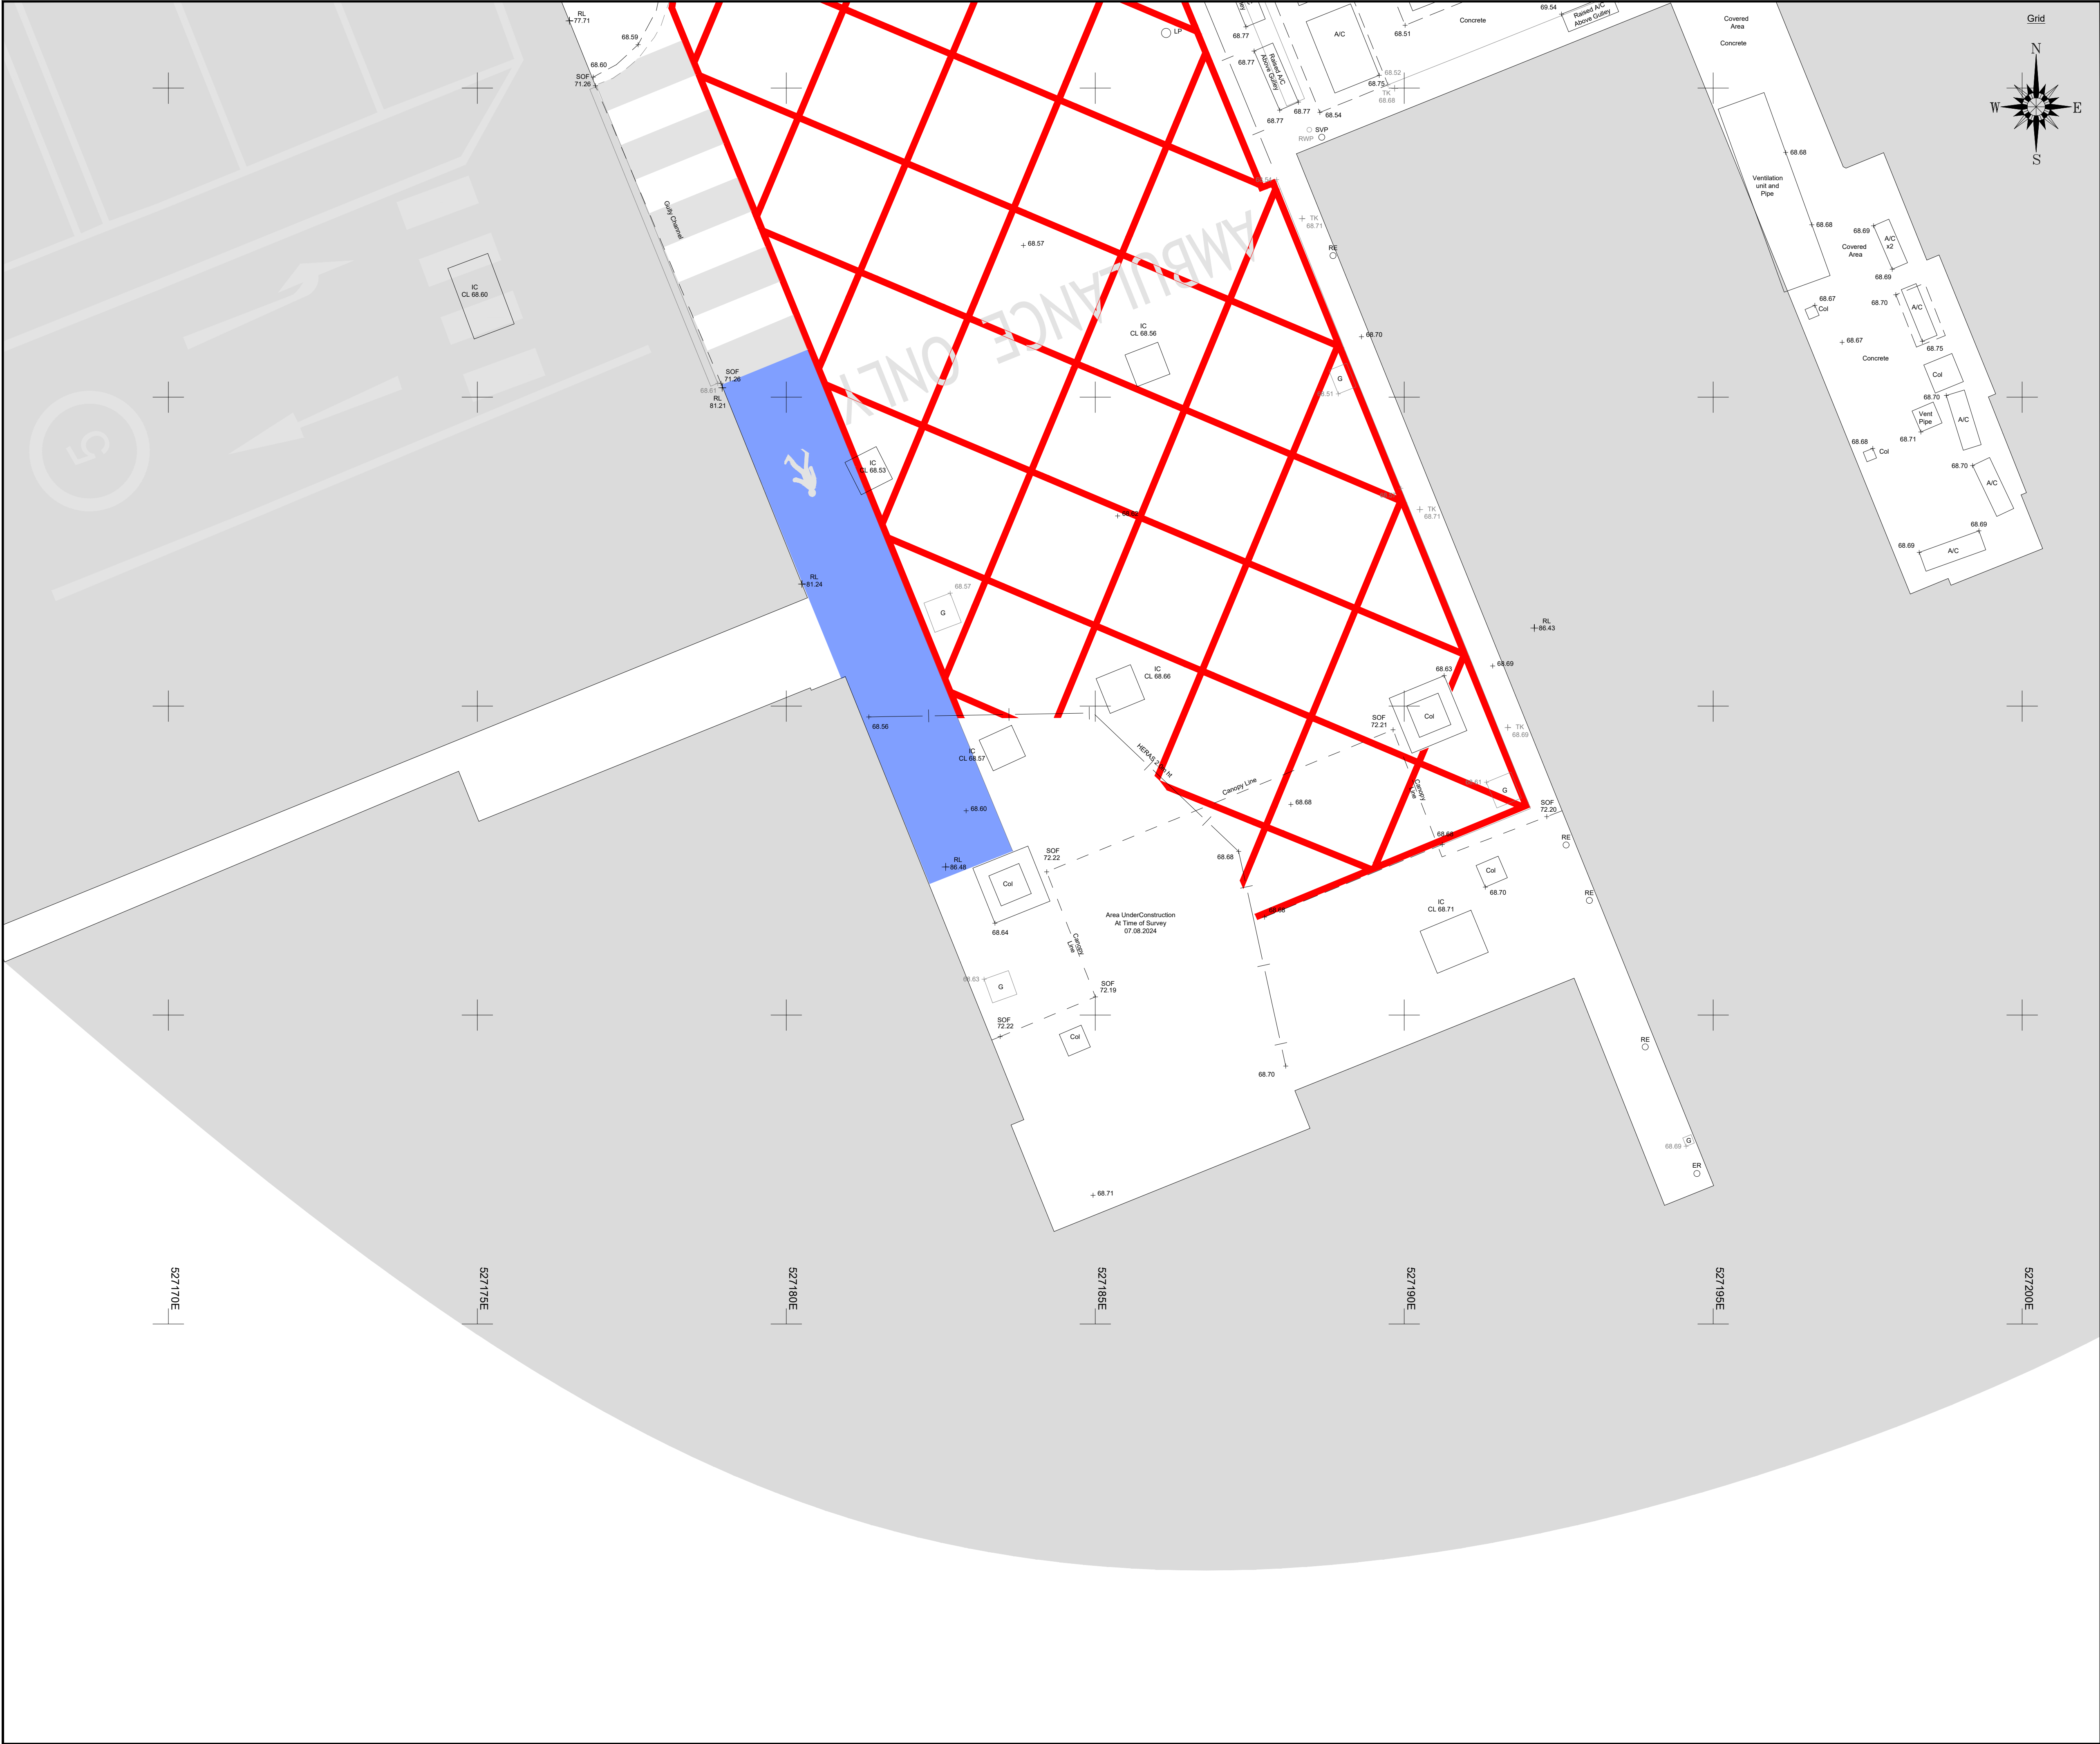 Grid
N
W
E
S
RL
77.71
68.59
68.60
SOF
71.26
LP
68.77
68.77
Raised A/C
Above Gulley
68.77
68.77
68.54
A/C
68.51
Concrete
69.54
Raised A/C
Above Gulley
68.52
68.75
TK
68.68
SVP
RWP
Covered
Area
Concrete
68.68
Ventilation
unit and
Pipe
68.68
68.69
A/C
x2
Covered
Area
68.69
68.70
A/C
68.67
Col
68.67
68.75
Concrete
Col
68.70
Vent
Pipe
A/C
68.71
68.68
Col
68.70
A/C
68.69
68.69
A/C
Gully Channel
IC
CL 68.60
5
TK
68.71
RE
68.57
AMBULANCE ONLY
IC
CL 68.56
68.70
G
SOF
71.26
68.61
RL
81.21
IC
CL 68.53
TK
68.71
RL
81.24
68.57
G
RL
86.43
IC
CL 68.66
68.63
68.69
Col
SOF
72.21
TK
68.69
68.56
IC
CL 68.57
HERAS
Canopy Line
Canopy
Line
G
68.60
68.68
SOF
72.20
RE
68.68
RL
86.48
SOF
72.22
Col
68.68
Col
68.70
RE
IC
CL 68.71
Area UnderConstruction
At Time of Survey
07.08.2024
68.64
Canopy
Line
68.63
G
SOF
72.19
SOF
72.22
Col
68.70
RE
68.69
G
ER
68.71
527170E
527175E
527180E
527185E
527190E
527195E
527200E